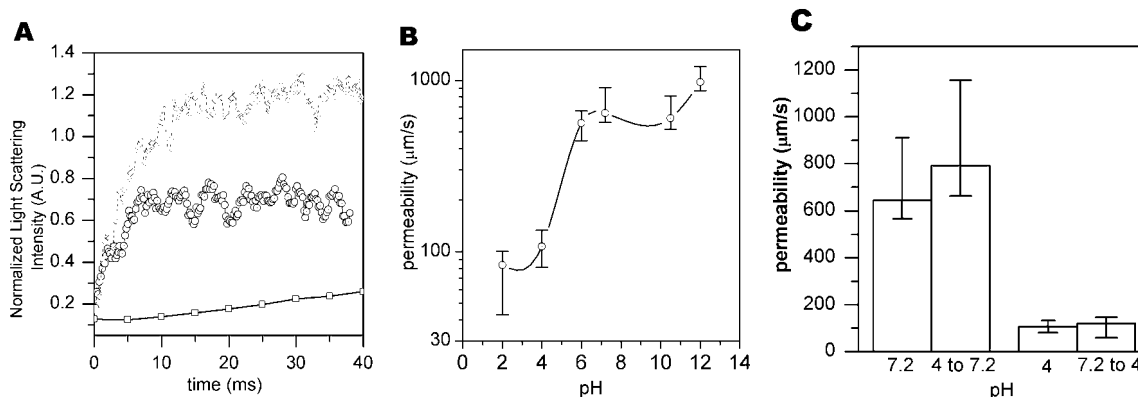 A
Normalized Light Scattering
Intensity (A.U.)
1.4
1.2
1.0
0.8
0.6
0.4
0.2
0 10 20 30 40
time (ms)
B
permeability (μm/s)
1000
100
30
0 2 4 6 8 10 12 14
pH
C
permeability (μm/s)
1200
1000
800
600
400
200
0
7.2 4 to 7.2 4 7.2 to 4
pH